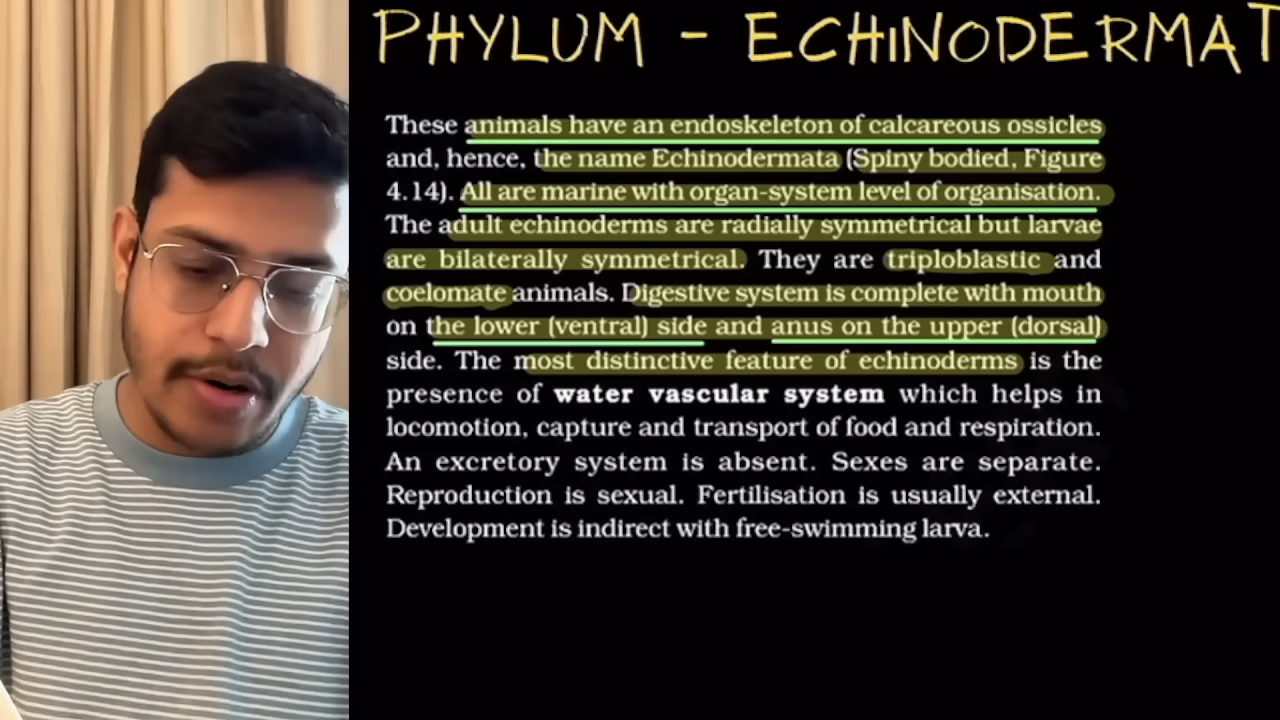 PHYLUM - ECHINODERMAT
These animals have an endoskeleton of calcareous ossicles
and, hence, the name Echinodermata (Spiny bodied, Figure
4.14). All are marine with organ-system level of organisation.
The adult echinoderms are radially symmetrical but larvae
are bilaterally symmetrical. They are triploblastic and
coelomate animals. Digestive system is complete with mouth
on the lower (ventral) side and anus on the upper (dorsal)
side. The most distinctive feature of echinoderms is the
presence of water vascular system which helps in
locomotion, capture and transport of food and respiration.
An excretory system is absent. Sexes are separate.
Reproduction is sexual. Fertilisation is usually external.
Development is indirect with free-swimming larva.